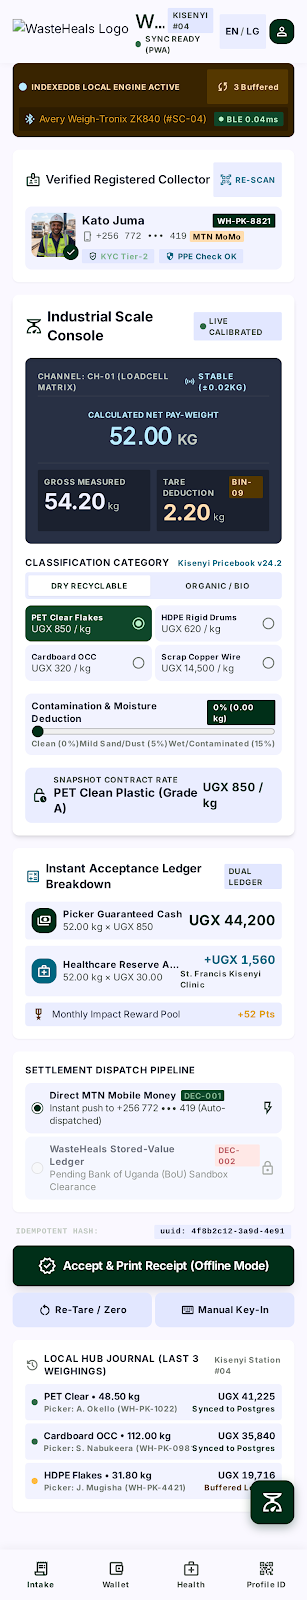 WasteHeals Logo
W...
KISENYI
#04
SYNC READY
(PWA)
EN / LG
INDEXEDDB LOCAL ENGINE ACTIVE
3 Buffered
Avery Weigh-Tronix ZK840 (#SC-04)
BLE 0.04ms
Verified Registered Collector
RE-SCAN
Kato Juma
WH-PK-8821
+256 772 ••• 419
MTN MoMo
KYC Tier-2
PPE Check OK
Industrial Scale
Console
LIVE
CALIBRATED
CHANNEL: CH-01 (LOADCELL
MATRIX)
STABLE
(±0.02KG)
CALCULATED NET PAY-WEIGHT
52.00 KG
GROSS MEASURED
54.20 kg
TARE
DEDUCTION
BIN-
09
2.20 kg
CLASSIFICATION CATEGORY
Kisenyi Pricebook v24.2
DRY RECYCLABLE
ORGANIC / BIO
PET Clear Flakes
UGX 850 / kg
HDPE Rigid Drums
UGX 620 / kg
Cardboard OCC
UGX 320 / kg
Scrap Copper Wire
UGX 14,500 / kg
Contamination & Moisture
Deduction
0% (0.00
kg)
Clean (0%)
Mild Sand/Dust (5%)
Wet/Contaminated (15%)
SNAPSHOT CONTRACT RATE
PET Clean Plastic (Grade
A)
UGX 850 /
kg
Instant Acceptance Ledger
Breakdown
DUAL
LEDGER
Picker Guaranteed Cash
52.00 kg × UGX 850
UGX 44,200
Healthcare Reserve A...
52.00 kg × UGX 30.00
+UGX 1,560
St. Francis Kisenyi
Clinic
Monthly Impact Reward Pool
+52 Pts
SETTLEMENT DISPATCH PIPELINE
Direct MTN Mobile Money
DEC-001
Instant push to +256 772 ••• 419 (Auto-
dispatched)
WasteHeals Stored-Value
Ledger
DEC-
002
Pending Bank of Uganda (BoU) Sandbox
Clearance
IDEMPOTENT HASH:
uuid: 4f8b2c12-3a9d-4e91
Accept & Print Receipt (Offline Mode)
Re-Tare / Zero
Manual Key-In
LOCAL HUB JOURNAL (LAST 3
WEIGHINGS)
Kisenyi Station
#04
PET Clear • 48.50 kg
UGX 41,225
Picker: A. Okello (WH-PK-1022)
Synced to Postgres
Cardboard OCC • 112.00 kg
UGX 35,840
Picker: S. Nabukeera (WH-PK-098
Synced to Postgres
HDPE Flakes • 31.80 kg
UGX 19,716
Picker: J. Mugisha (WH-PK-4421)
Buffered
Intake
Wallet
Health
Profile ID